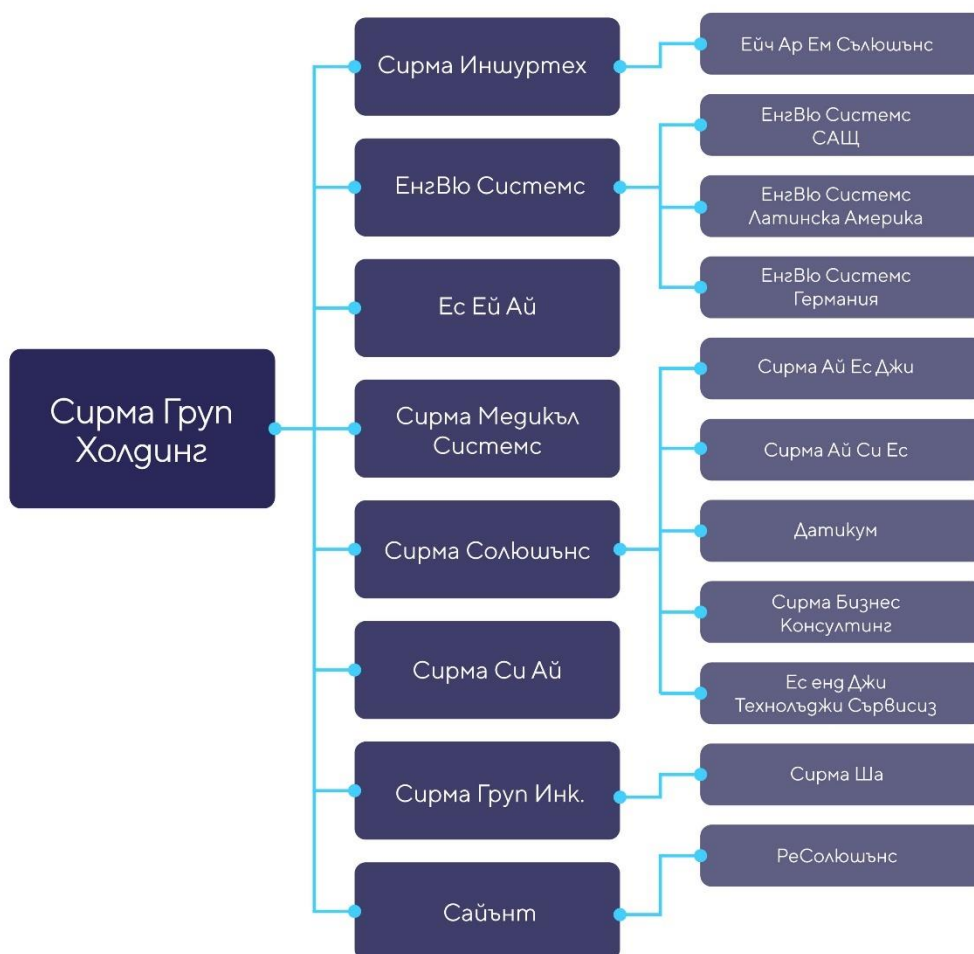 Сирма Груп
Холдинг
Сирма Иншуртех
ЕнгВю Системс
Ес Ей Ай
Сирма Медикъл
Системс
Сирма Солюшънс
Сирма Си Ай
Сирма Груп Инк.
Сайънт
Ейч Ар Ем Сълюшънс
ЕнгВю Системс
САЩ
ЕнгВю Системс
Латинска Америка
ЕнгВю Системс
Германия
Сирма Ай Ес Джи
Сирма Ай Си Ес
Датикум
Сирма Бизнес
Консултинг
Ес енд Джи
Технолъджи Сървисиз
Сирма Ша
РеСолюшънс